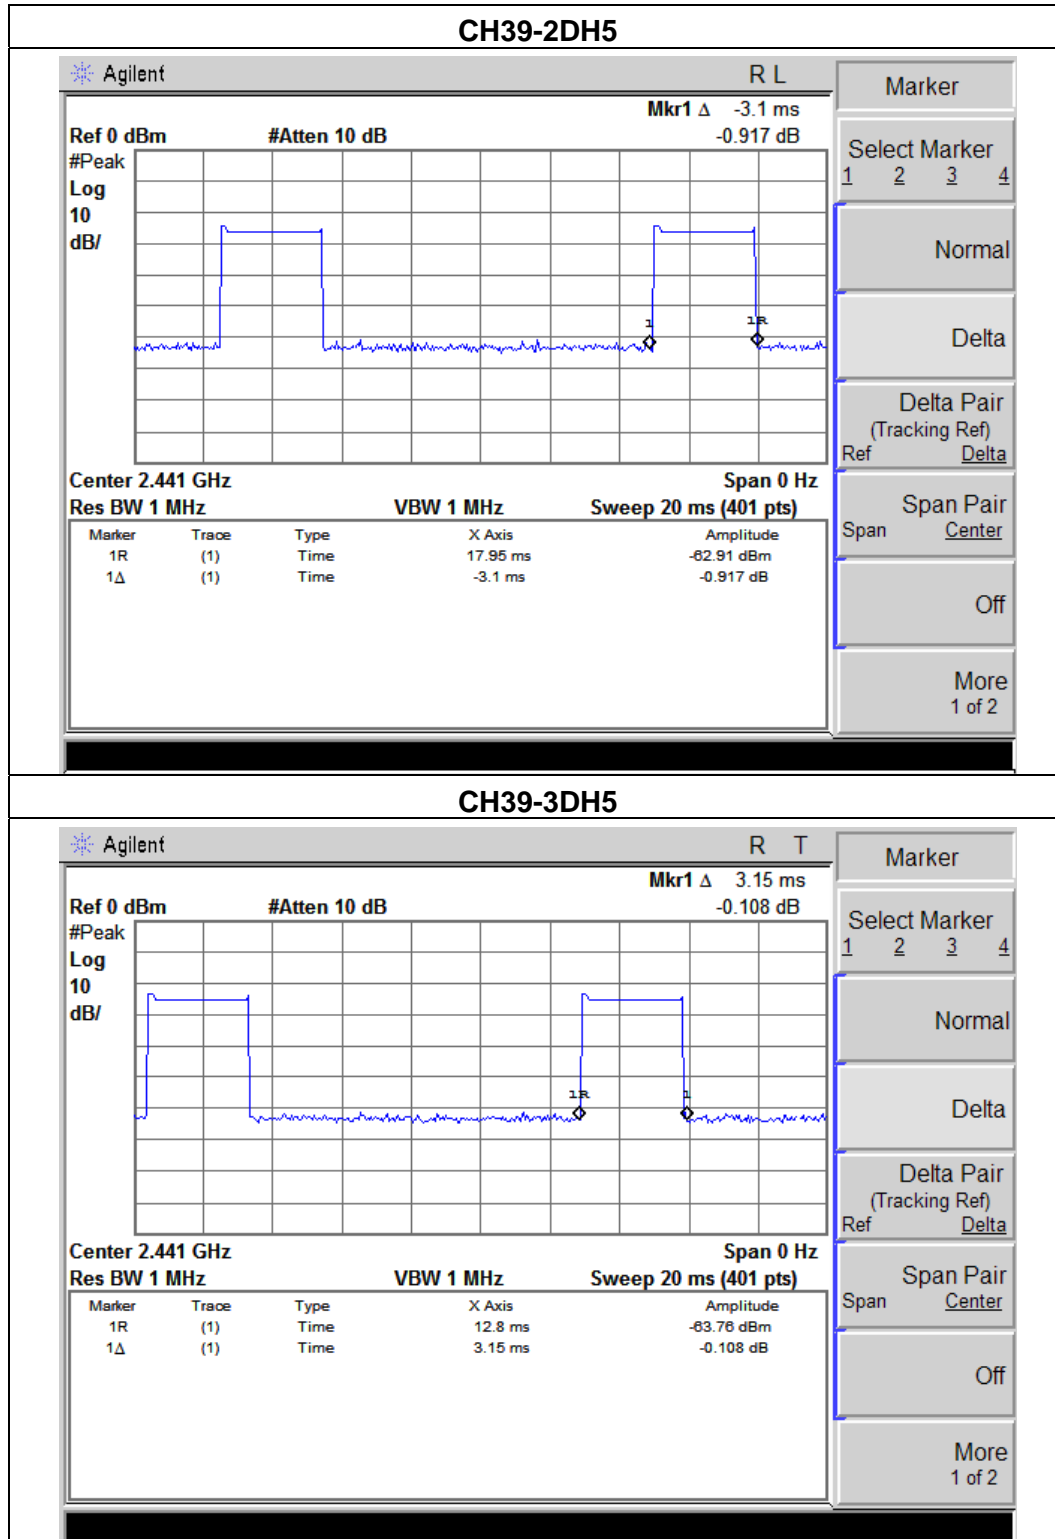 CH39-2DH5
Agilent R L
Mkr1 Δ -3.1 ms
Ref 0 dBm #Atten 10 dB -0.917 dB
#Peak
Log
10
dB/
1 1R
Center 2.441 GHz Span 0 Hz
Res BW 1 MHz VBW 1 MHz Sweep 20 ms (401 pts)
Marker Trace Type X Axis Amplitude
1R (1) Time 17.95 ms -62.91 dBm
1Δ (1) Time -3.1 ms -0.917 dB
Marker
Select Marker
1 2 3 4
Normal
Delta
Delta Pair
(Tracking Ref)
Ref Delta
Span Pair
Span Center
Off
More
1 of 2
CH39-3DH5
Agilent R T
Mkr1 Δ 3.15 ms
Ref 0 dBm #Atten 10 dB -0.108 dB
#Peak
Log
10
dB/
1R 1
Center 2.441 GHz Span 0 Hz
Res BW 1 MHz VBW 1 MHz Sweep 20 ms (401 pts)
Marker Trace Type X Axis Amplitude
1R (1) Time 12.8 ms -63.76 dBm
1Δ (1) Time 3.15 ms -0.108 dB
Marker
Select Marker
1 2 3 4
Normal
Delta
Delta Pair
(Tracking Ref)
Ref Delta
Span Pair
Span Center
Off
More
1 of 2